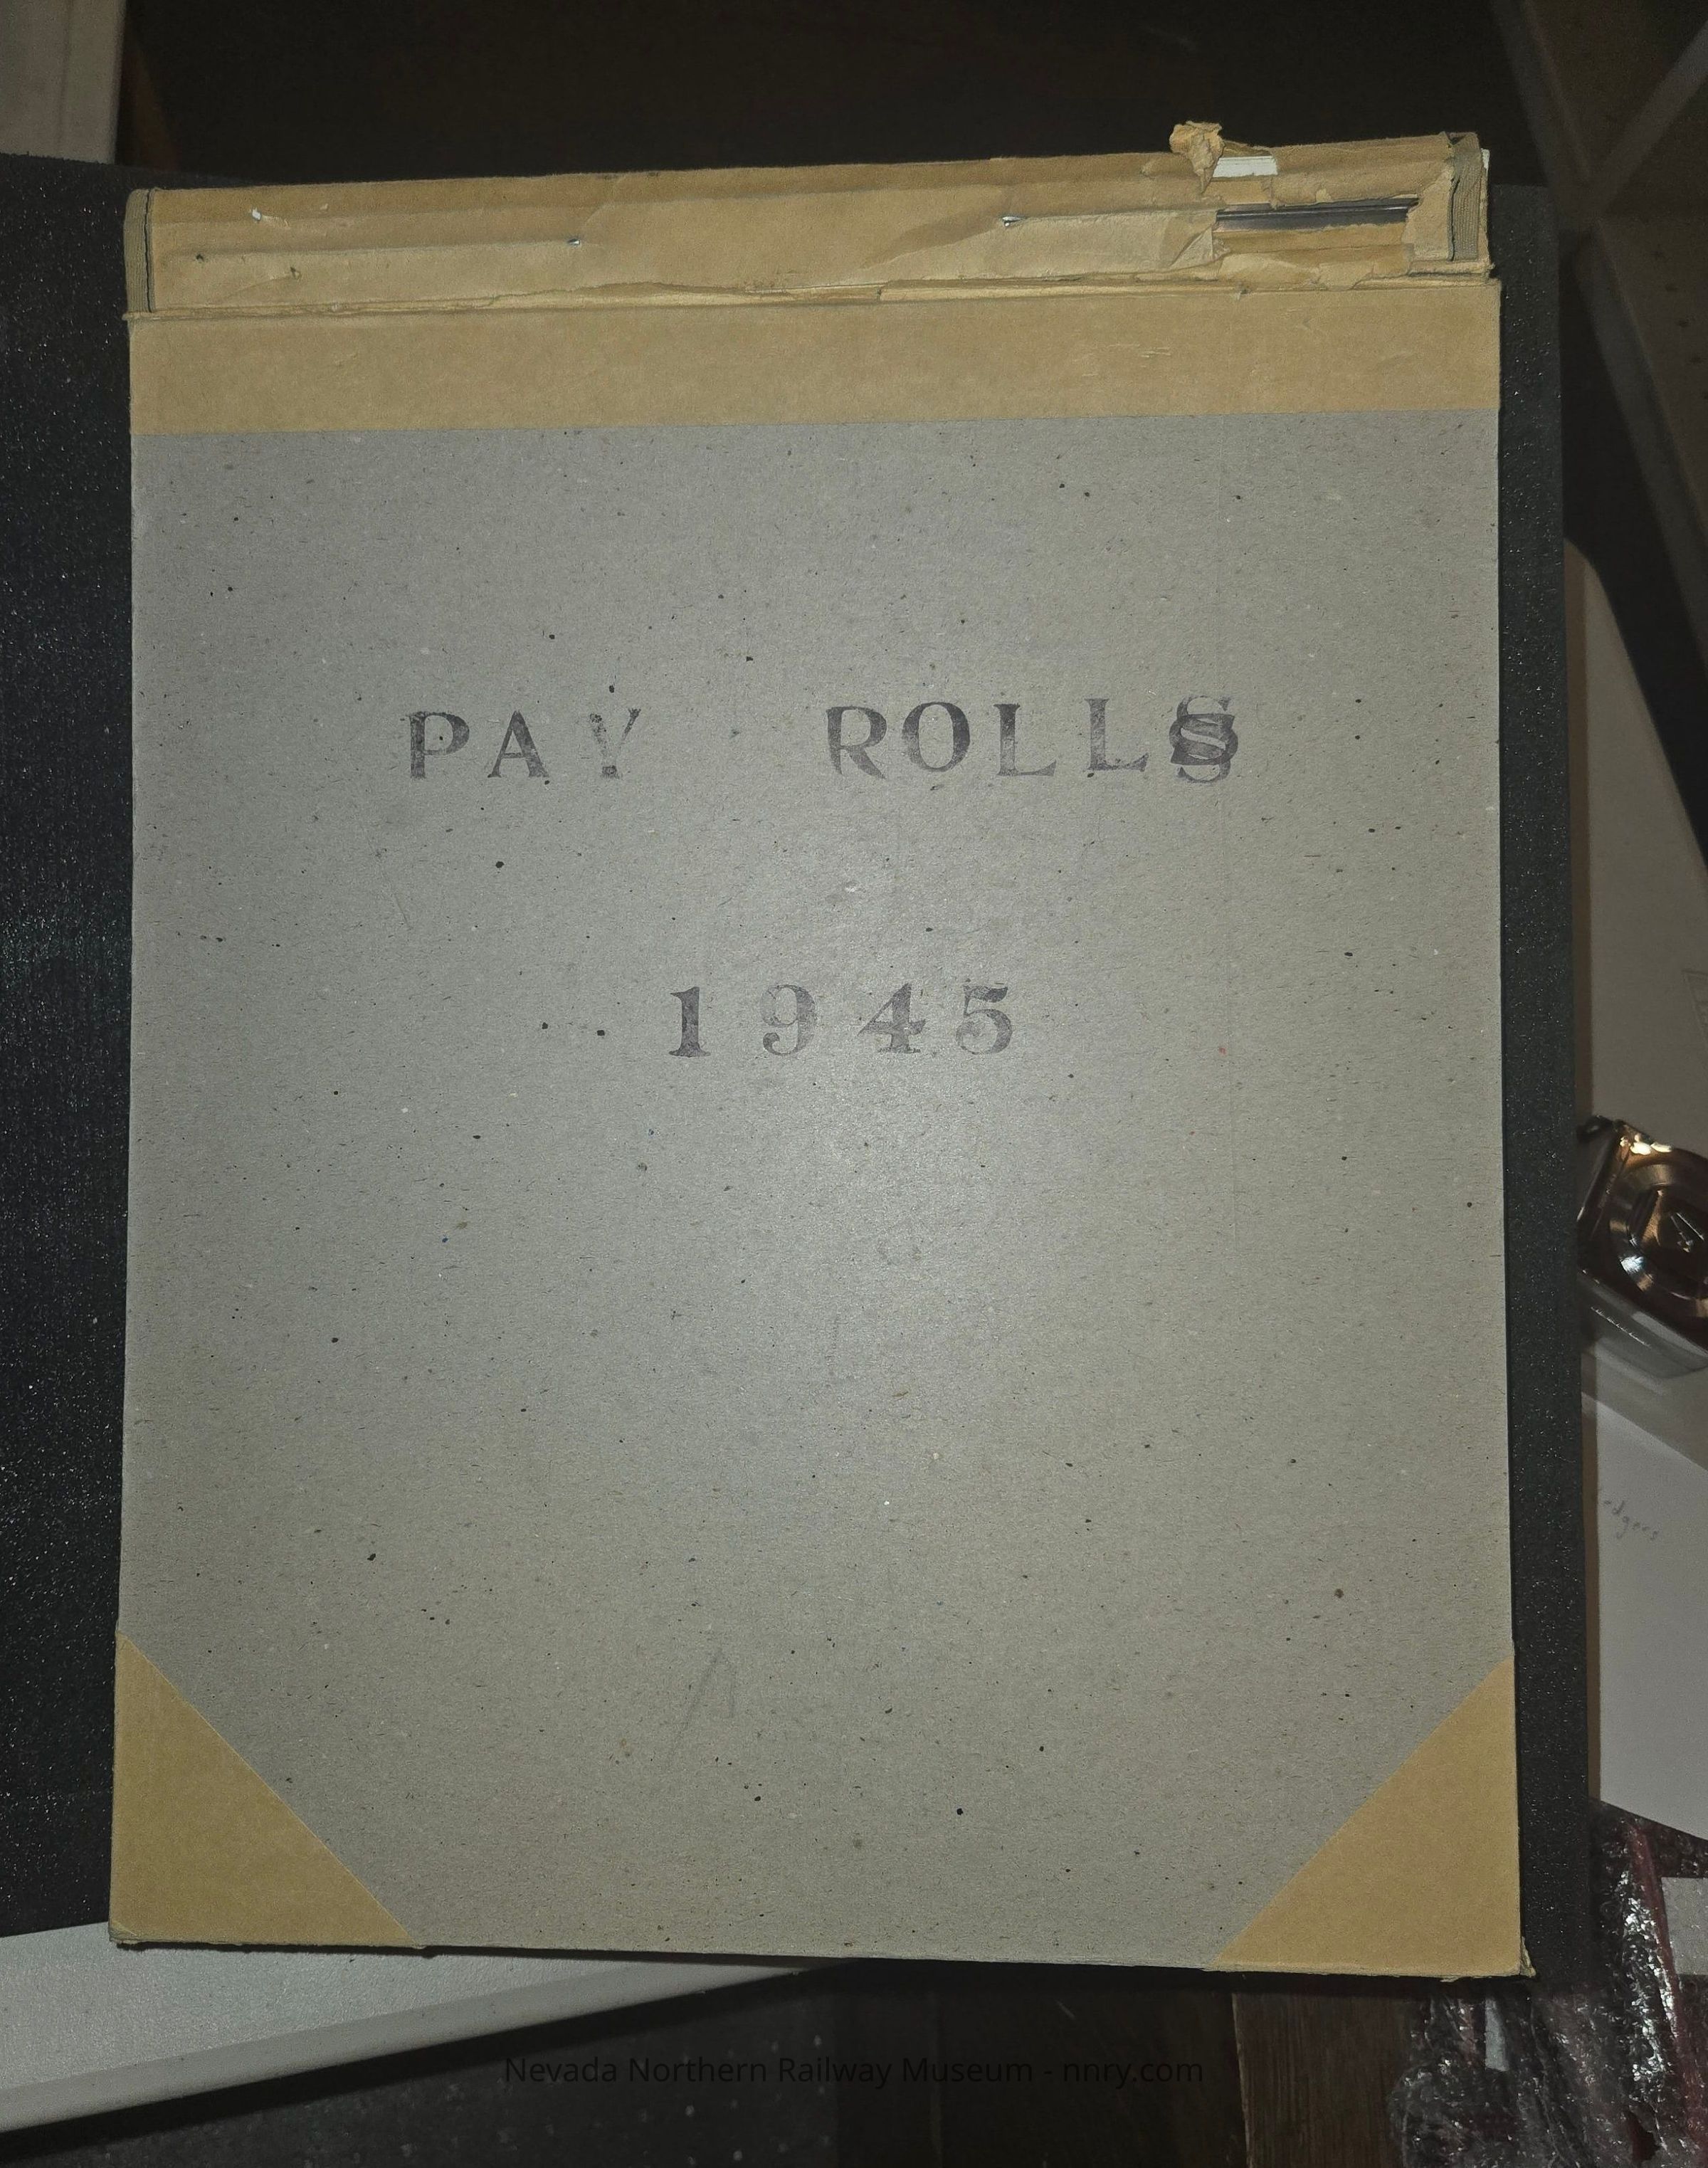 PAY ROLLS
1945
Nevada Northern Railway Museum - nnry.com